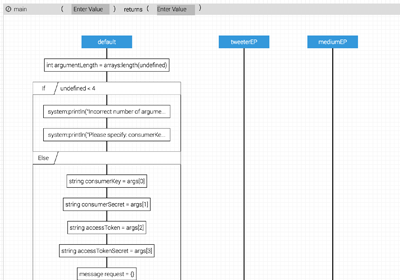 main ( Enter Value ) returns ( Enter Value )
default tweeterEP mediumEP
int argumentLength = arrays:length(undefined)
If undefined < 4
system:println("Incorrect number of argume...
system:println("Please specify: consumerKe...
Else
string consumerKey = args[0]
string consumerSecret = args[1]
string accessToken = args[2]
string accessTokenSecret = args[3]
message request = {}